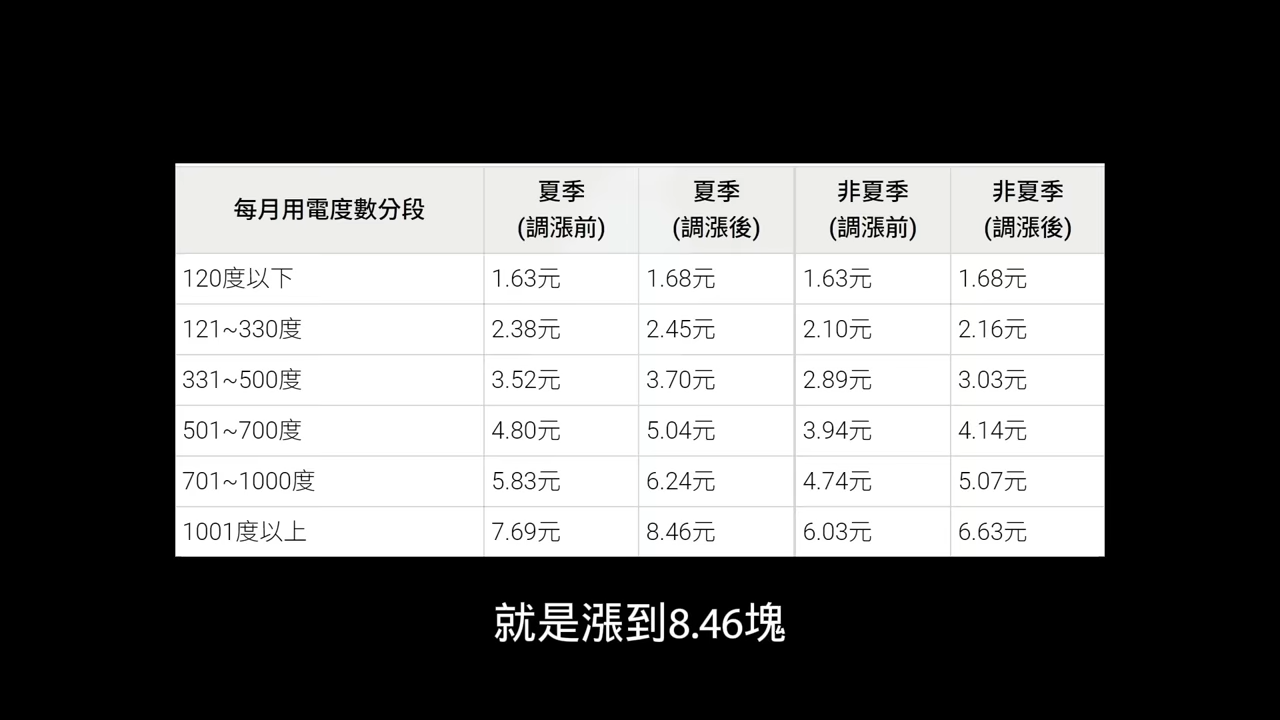 每月用電度數分段 夏季 (調漲前) 夏季 (調漲後) 非夏季 (調漲前) 非夏季 (調漲後)
120度以下 1.63元 1.68元 1.63元 1.68元
121~330度 2.38元 2.45元 2.10元 2.16元
331~500度 3.52元 3.70元 2.89元 3.03元
501~700度 4.80元 5.04元 3.94元 4.14元
701~1000度 5.83元 6.24元 4.74元 5.07元
1001度以上 7.69元 8.46元 6.03元 6.63元
就是漲到8.46塊